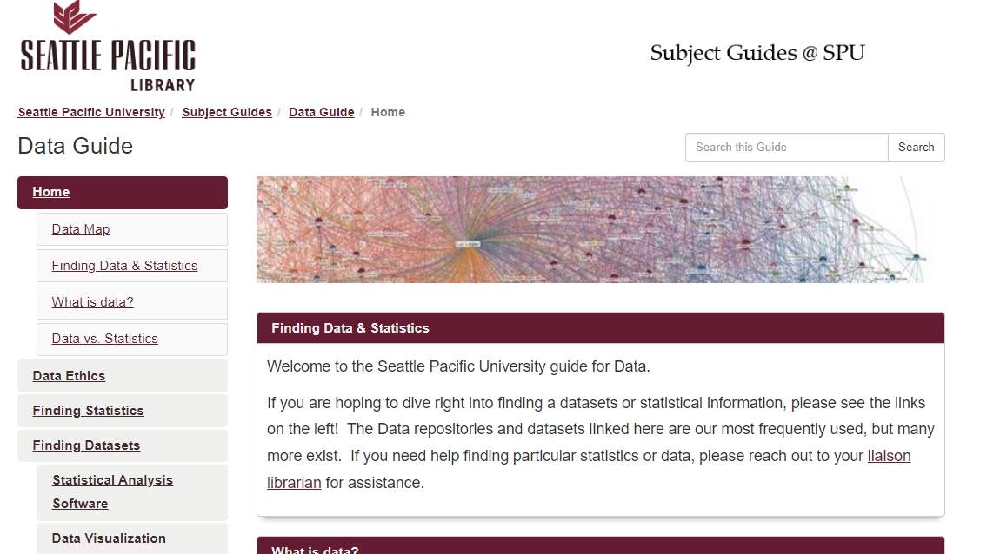 SEATTLE PACIFIC
LIBRARY
Subject Guides @ SPU
Seattle Pacific University / Subject Guides / Data Guide / Home
Data Guide
Search this Guide
Search
Home
Data Map
Finding Data & Statistics
What is data?
Data vs. Statistics
Data Ethics
Finding Statistics
Finding Datasets
Statistical Analysis
Software
Data Visualization
Finding Data & Statistics
Welcome to the Seattle Pacific University guide for Data.
If you are hoping to dive right into finding a datasets or statistical information, please see the links
on the left!  The Data repositories and datasets linked here are our most frequently used, but many
more exist.  If you need help finding particular statistics or data, please reach out to your liaison
librarian for assistance.
What is data?